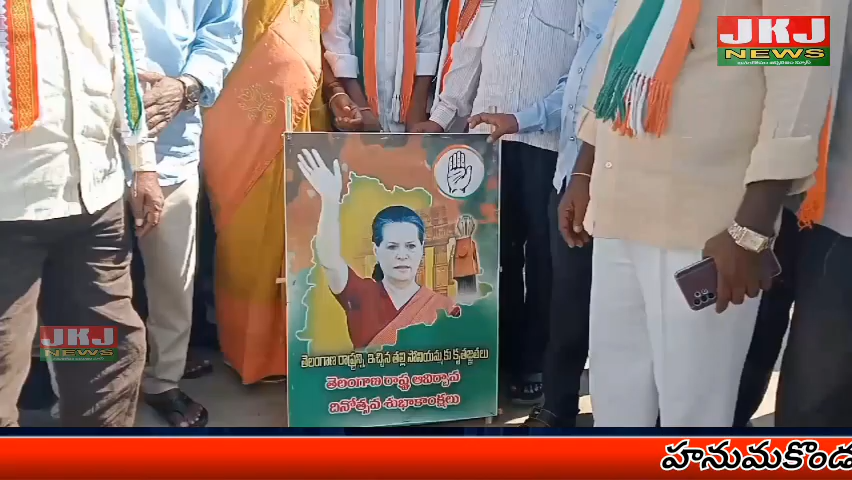 JKJ
NEWS
తెలంగాణ రాష్ట్రాన్ని ఇచ్చిన తల్లి సోనియమ్మకు కృతజ్ఞతలు
తెలంగాణ రాష్ట్ర ఆవిర్భావ
దినోత్సవ శుభాకాంక్షలు
JKJ
NEWS
హనుమకొండ